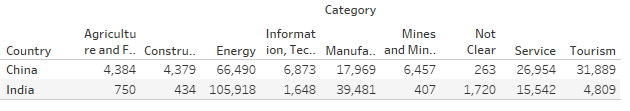 Category
Country Agricultu re and F.. Constru.. Energy Informat ion, Tec.. Manufa.. Mines and Min.. Not Clear Service Tourism
China 4,384 4,379 66,490 6,873 17,969 6,457 263 26,954 31,889
India 750 434 105,918 1,648 39,481 407 1,720 15,542 4,809